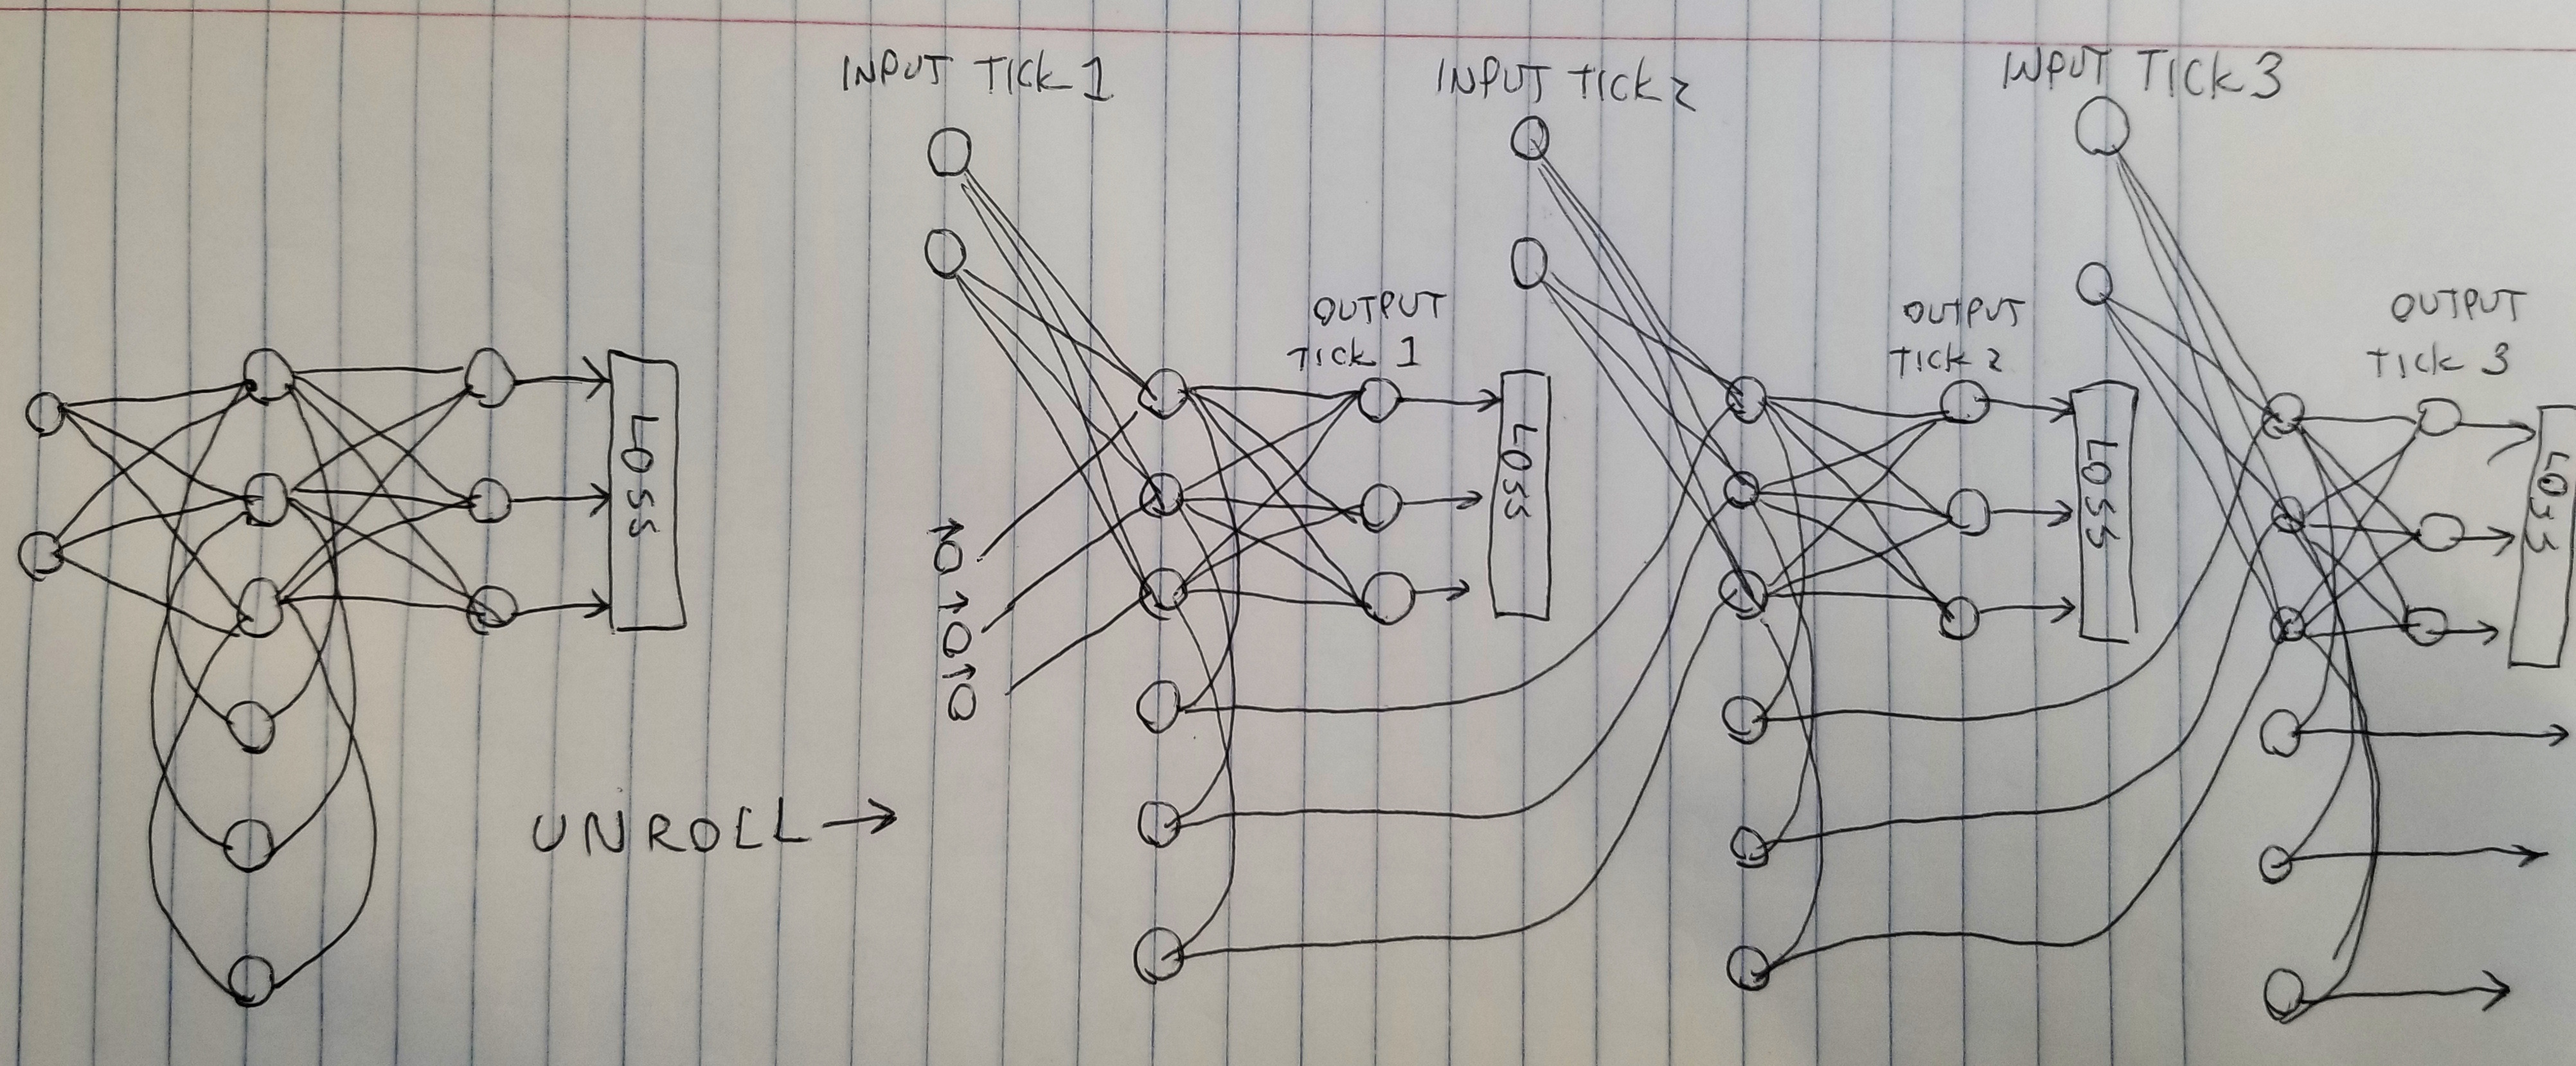 INPUT TICK 1
INPUT TICK 2
INPUT TICK 3
OUTPUT
TICK 1
OUTPUT
TICK 2
OUTPUT
TICK 3
LOSS
LOSS
LOSS
LOSS
0
0
0
UNROLL →